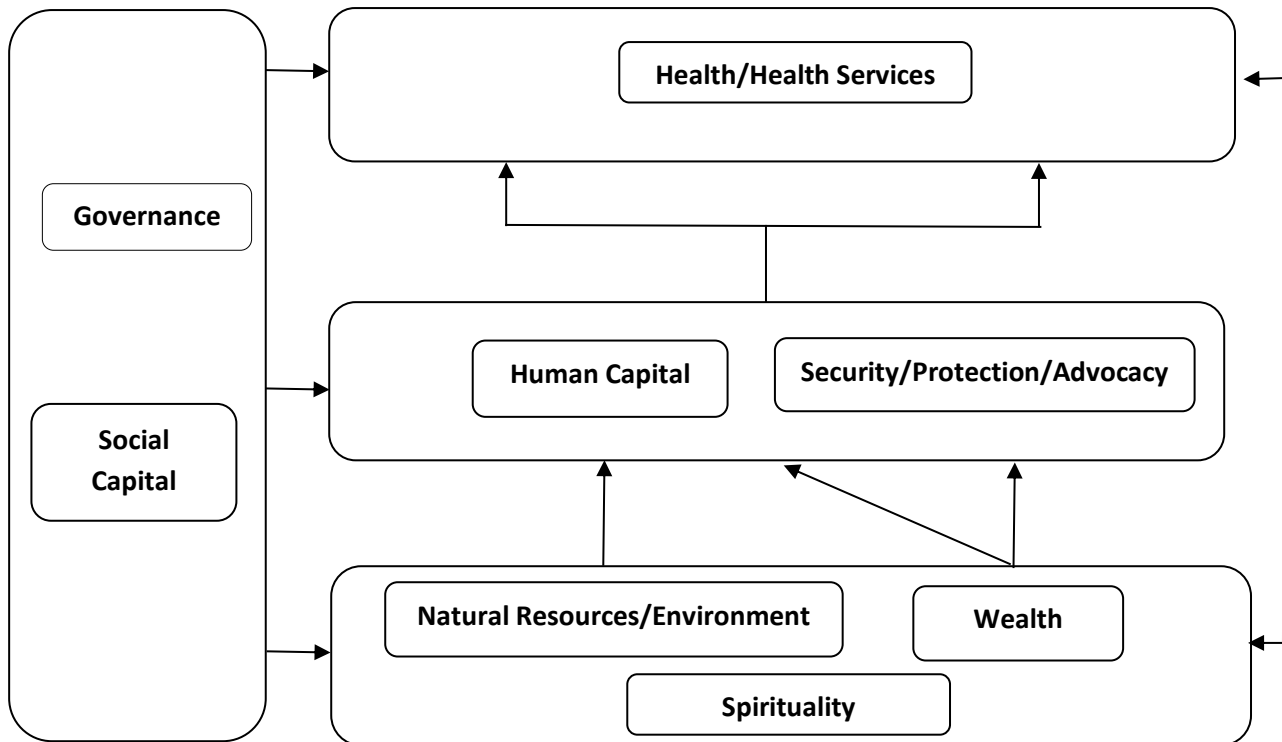 Health/Health Services
Governance
Human Capital
Security/Protection/Advocacy
Social
Capital
Natural Resources/Environment
Wealth
Spirituality